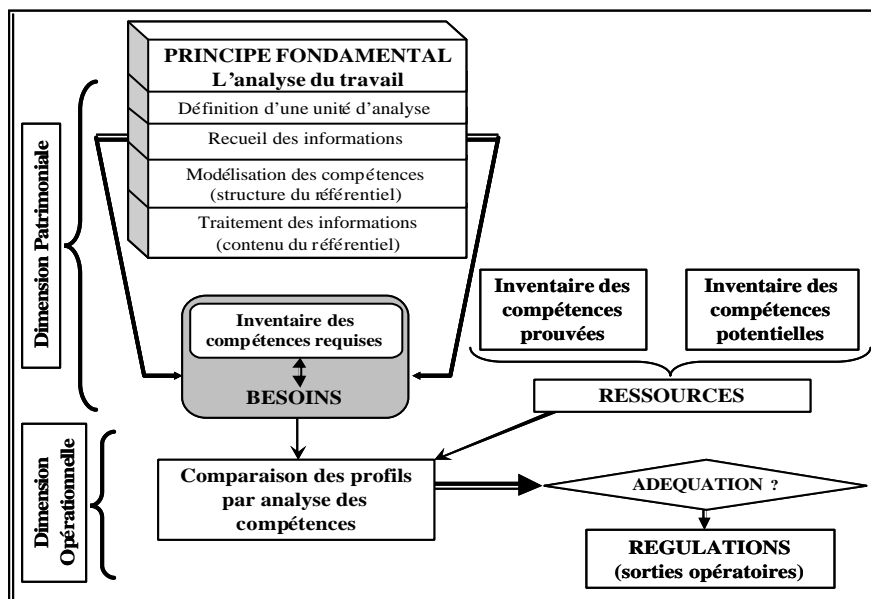 PRINCIPE FONDAMENTAL
L'analyse du travail
Définition d'une unité d'analyse
Recueil des informations
Modélisation des compétences
(structure du référentiel)
Traitement des informations
(contenu du référentiel)
Dimension Patrimoniale
Inventaire des
compétences requises
BESOINS
Inventaire des
compétences
prouvées
Inventaire des
compétences
potentielles
RESSOURCES
Dimension
Opérationnelle
Comparaison des profils
par analyse des
compétences
ADEQUATION ?
REGULATIONS
(sorties opératoires)